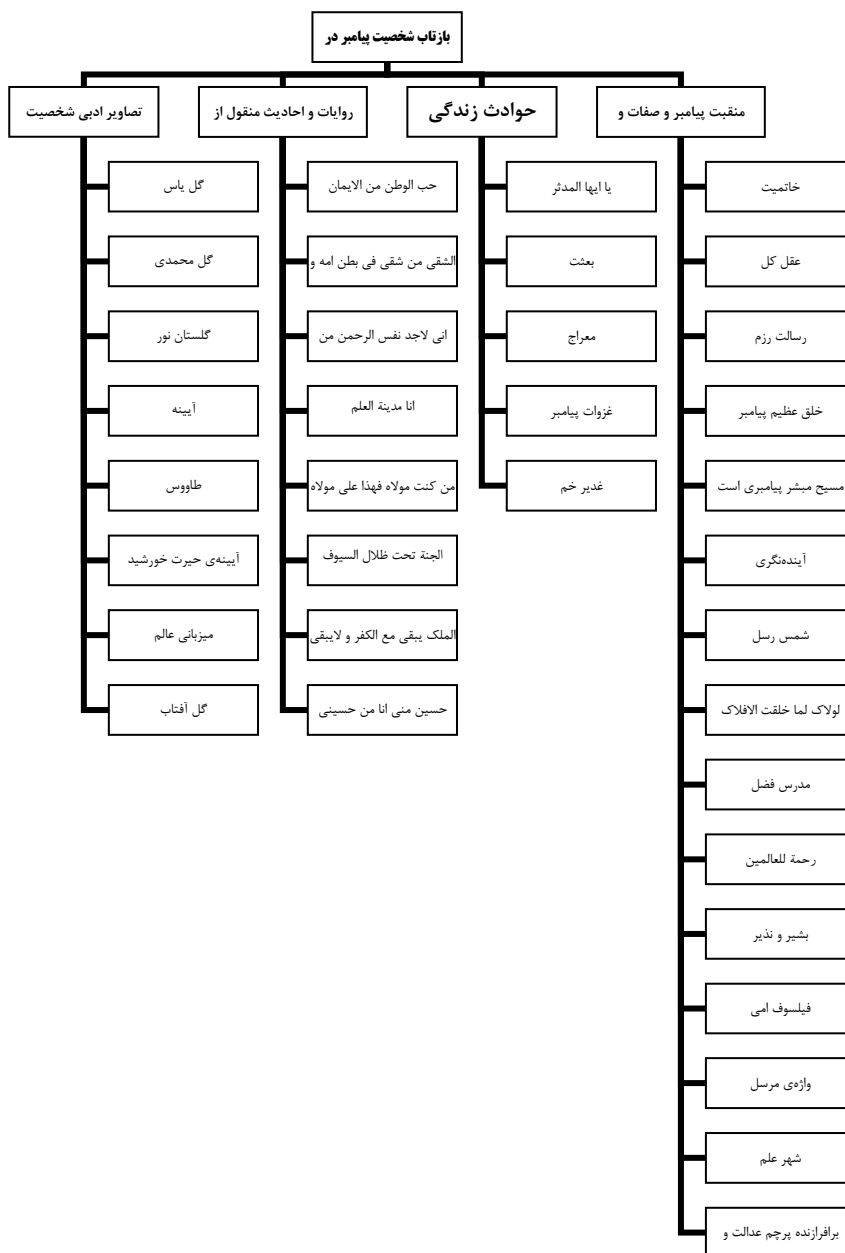 بازتاب شخصیت پیامبر در
منقبت پیامبر و صفات و
خاتمیت
عقل کل
رسالت رزم
خلق عظیم پیامبر
مسیح مبشر پیامبری است
آینده‌نگری
شمس رسل
لولاک لما خلقت الافلاک
مدرس فضل
رحمة للعالمین
بشیر و نذیر
فیلسوف امی
واژه‌ی مرسل
شهر علم
برافرازنده پرچم عدالت و
حوادث زندگی
یا ایها المدثر
بعثت
معراج
غزوات پیامبر
غدیر خم
روایات و احادیث منقول از
حب الوطن من الایمان
الشقی من شقی فی بطن امه و
انی لاجد نفس الرحمن من
انا مدینة العلم
من کنت مولاه فهذا علی مولاه
الجنة تحت ظلال السیوف
الملک یبقی مع الکفر و لایبقی
حسین منی انا من حسینی
تصاویر ادبی شخصیت
گل یاس
گل محمدی
گلستان نور
آیینه
طاووس
آیینه‌ی حیرت خورشید
میزبانی عالم
گل آفتاب